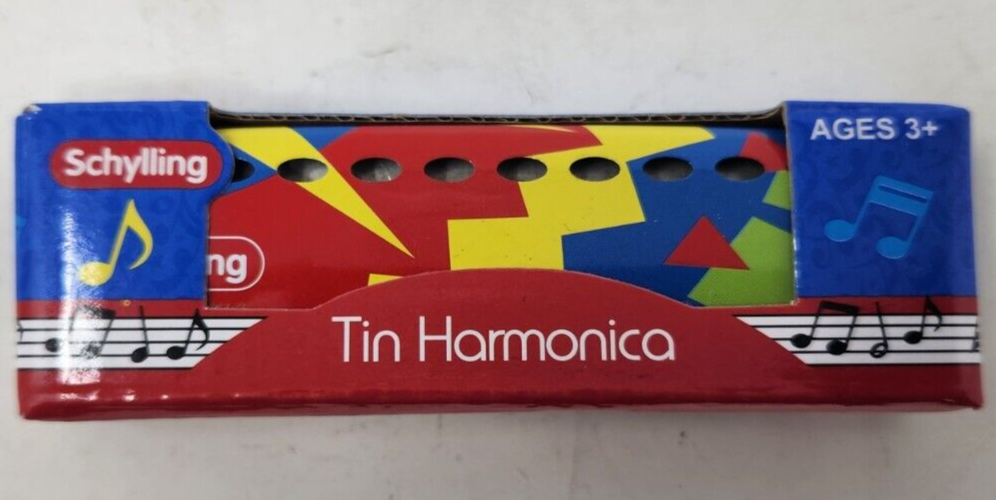 Schylling
AGES 3+
ng
Tin Harmonica